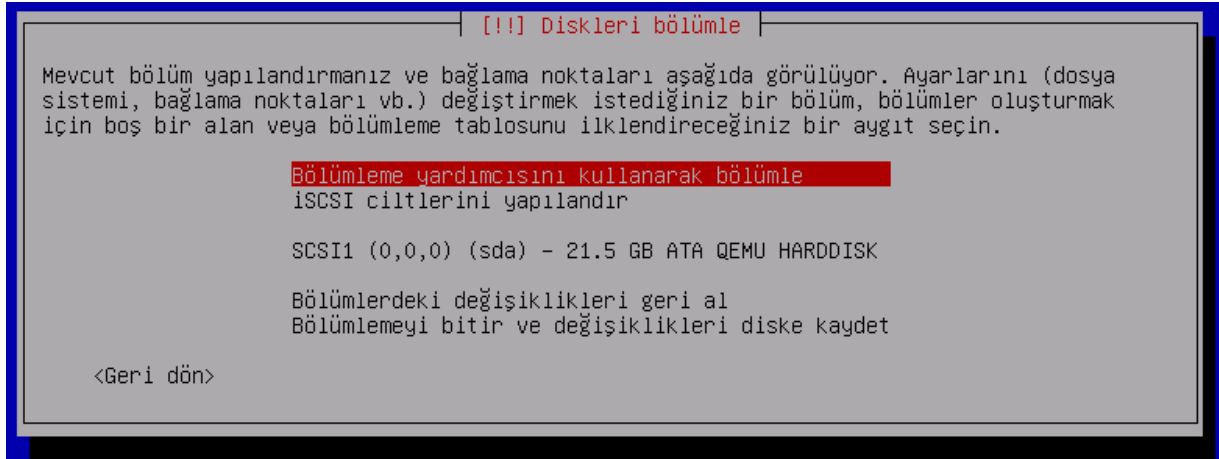 [!!] Diskleri bölümle
Mevcut bölüm yapılandırmanız ve bağlama noktaları aşağıda görülüyor. Ayarlarını (dosya
sistemi, bağlama noktaları vb.) değiştirmek istediğiniz bir bölüm, bölümler oluşturmak
için boş bir alan veya bölümleme tablosunu ilklendireceğiniz bir aygıt seçin.
Bölümleme yardımcısını kullanarak bölümle
iSCSI ciltlerini yapılandır
SCSI1 (0,0,0) (sda) – 21.5 GB ATA QEMU HARDDISK
Bölümlerdeki değişiklikleri geri al
Bölümlemeyi bitir ve değişiklikleri diske kaydet
<Geri dön>